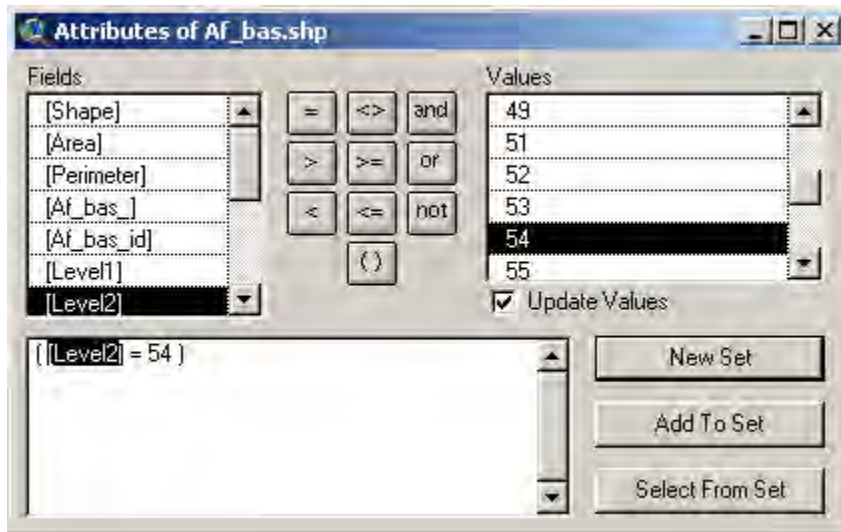 Attributes of Af_bas.shp
Fields
Values
[Shape]
[Area]
[Perimeter]
[Af_bas_]
[Af_bas_id]
[Level1]
[Level2]
= <> and
> >= or
< <= not
()
49
51
52
53
54
55
Update Values
( [Level2] = 54 )
New Set
Add To Set
Select From Set